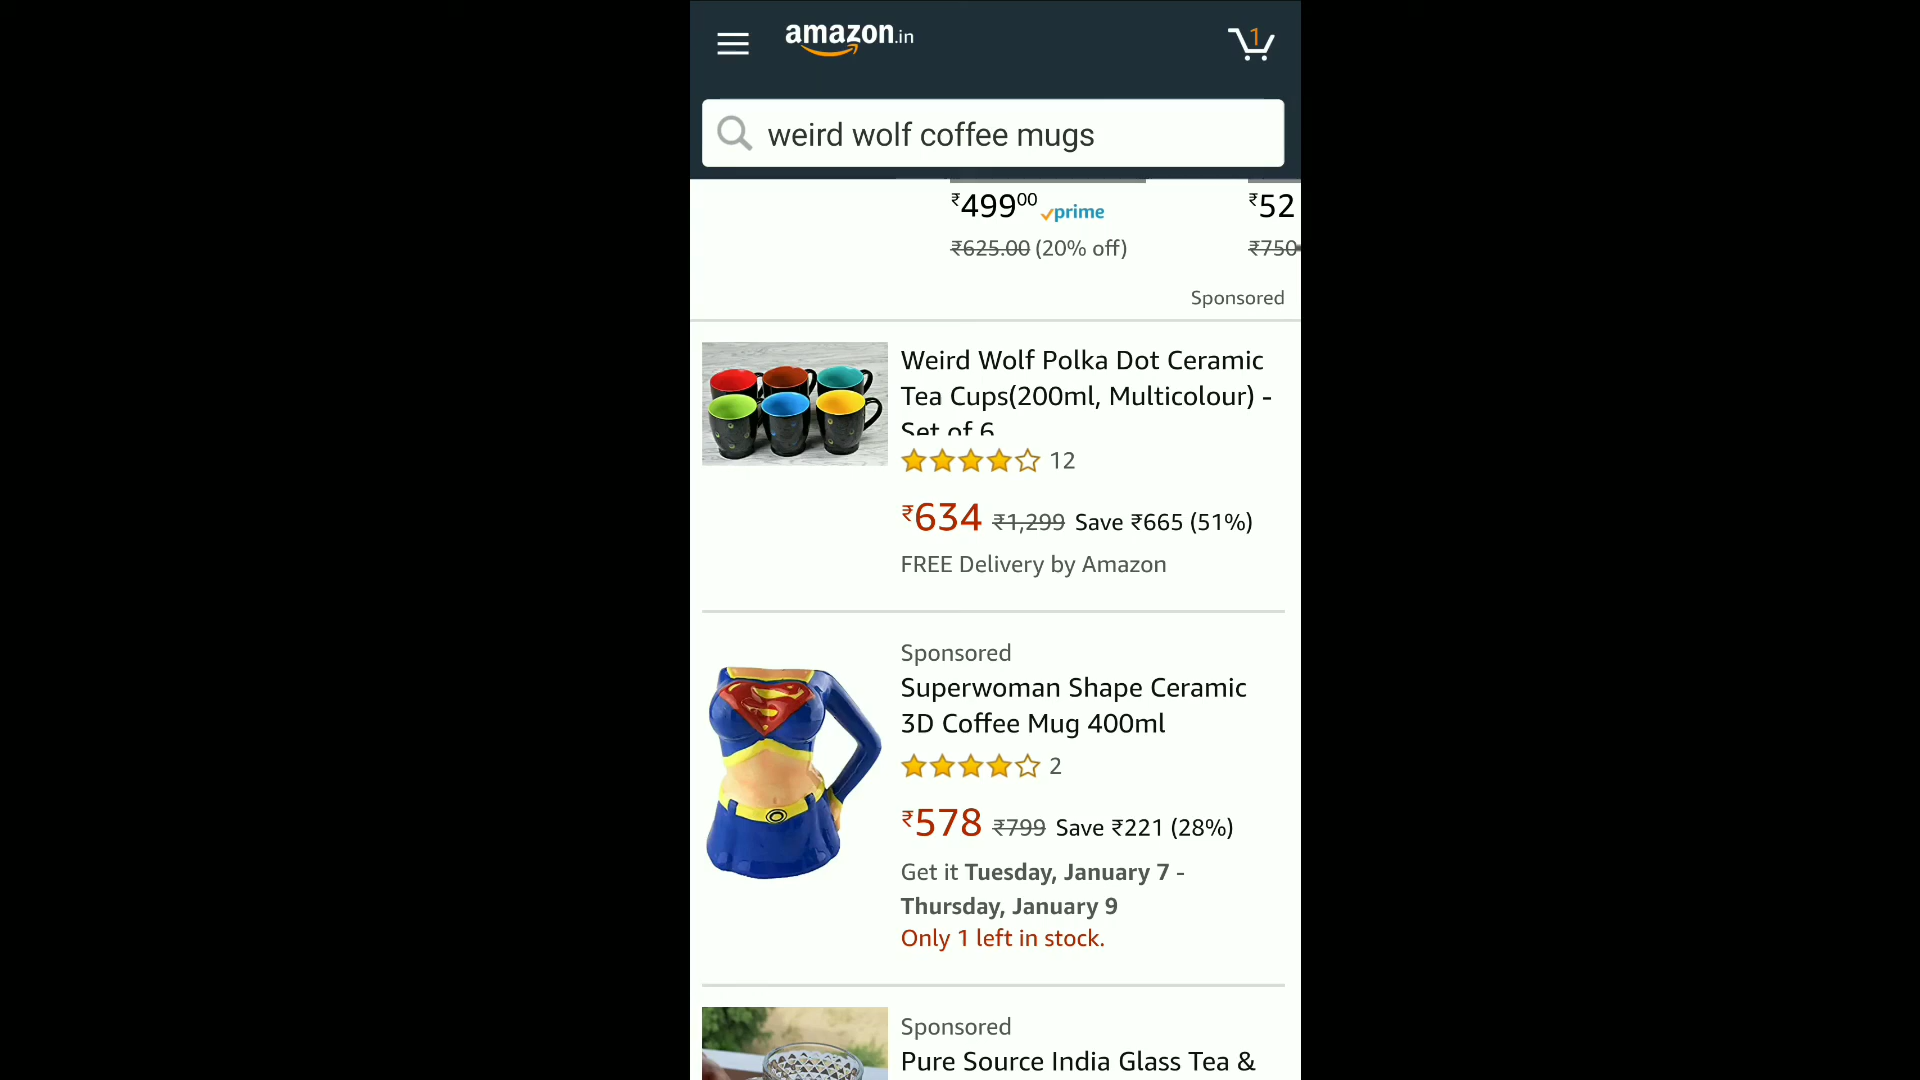 amazon.in
1
weird wolf coffee mugs
₹49900 prime
₹625.00 (20% off)
₹52
₹750
Sponsored
Weird Wolf Polka Dot Ceramic
Tea Cups(200ml, Multicolour) -
Set of 6
12
₹634 ₹1,299 Save ₹665 (51%)
FREE Delivery by Amazon
Sponsored
Superwoman Shape Ceramic
3D Coffee Mug 400ml
2
₹578 ₹799 Save ₹221 (28%)
Get it Tuesday, January 7 -
Thursday, January 9
Only 1 left in stock.
Sponsored
Pure Source India Glass Tea &